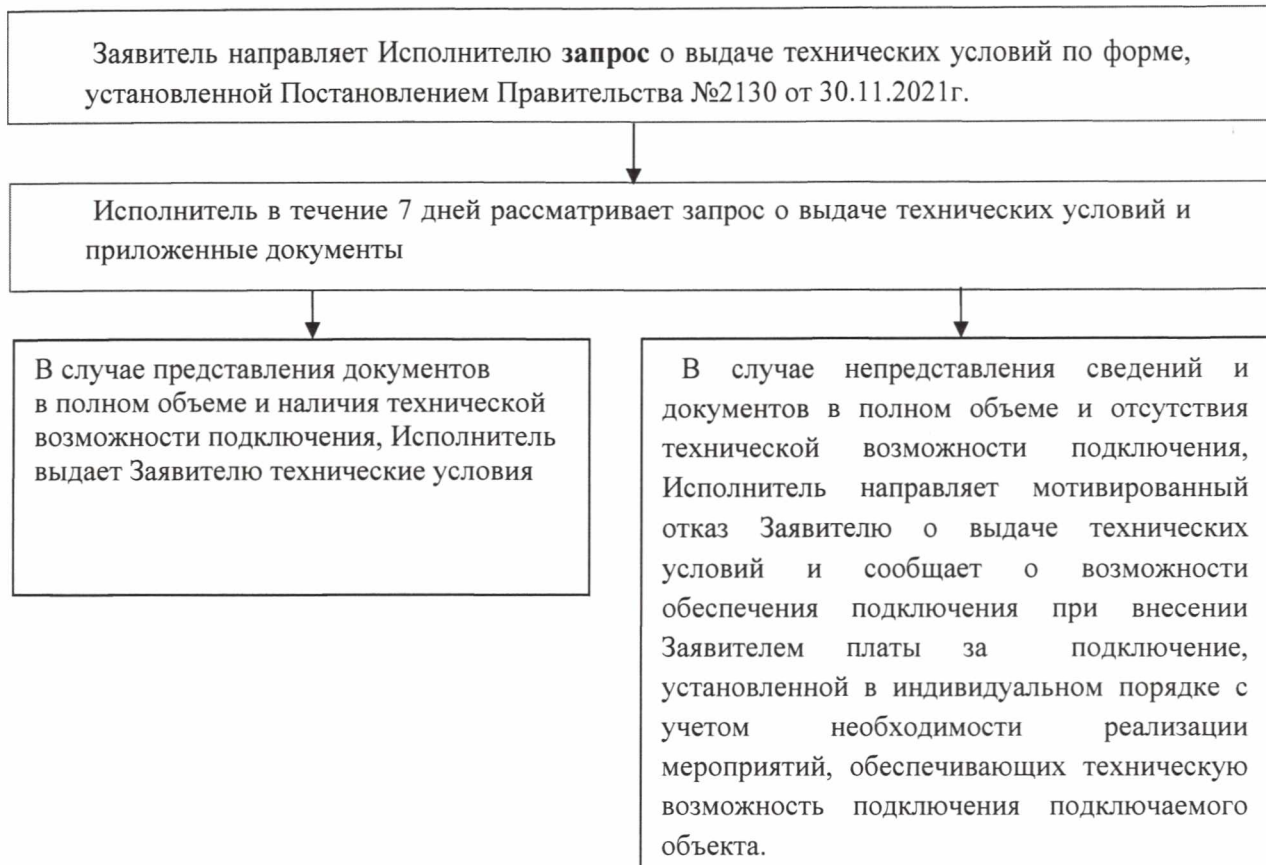 Заявитель направляет Исполнителю запрос о выдаче технических условий по форме,
установленной Постановлением Правительства №2130 от 30.11.2021г.
Исполнитель в течение 7 дней рассматривает запрос о выдаче технических условий и
приложенные документы
В случае представления документов
в полном объеме и наличия технической
возможности подключения, Исполнитель
выдает Заявителю технические условия
В случае непредставления сведений и
документов в полном объеме и отсутствия
технической возможности подключения,
Исполнитель направляет мотивированный
отказ Заявителю о выдаче технических
условий и сообщает о возможности
обеспечения подключения при внесении
Заявителем платы за подключение,
установленной в индивидуальном порядке с
учетом необходимости реализации
мероприятий, обеспечивающих техническую
возможность подключения подключаемого
объекта.